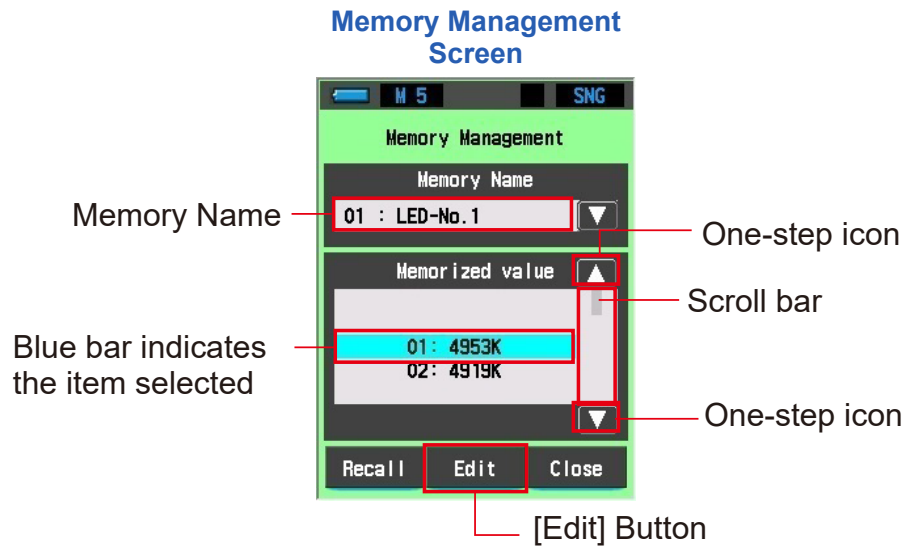 Memory Management
Screen
M 5
SNG
Memory Management
Memory Name
Memory Name
01 : LED-No.1
One-step icon
Memorized value
Scroll bar
Blue bar indicates
the item selected
01: 4953K
02: 4919K
One-step icon
Recall
Edit
Close
[Edit] Button